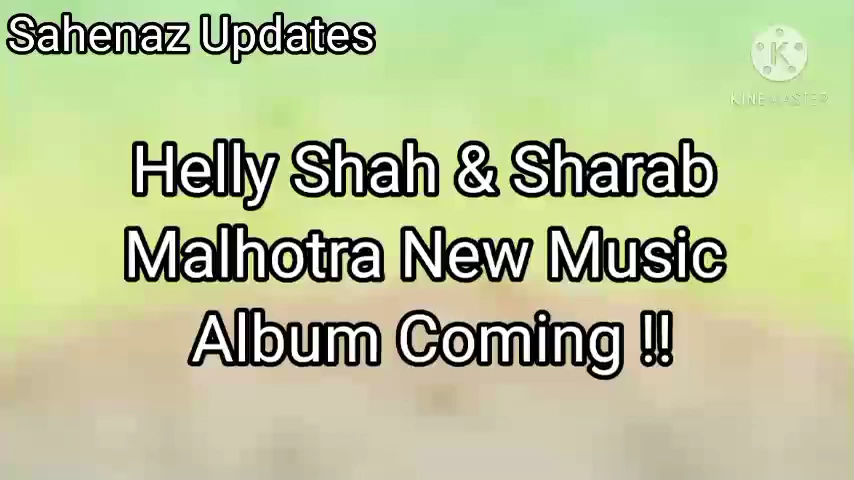 Sahenaz Updates
K
KINEMASTER
Helly Shah & Sharab
Malhotra New Music
Album Coming !!